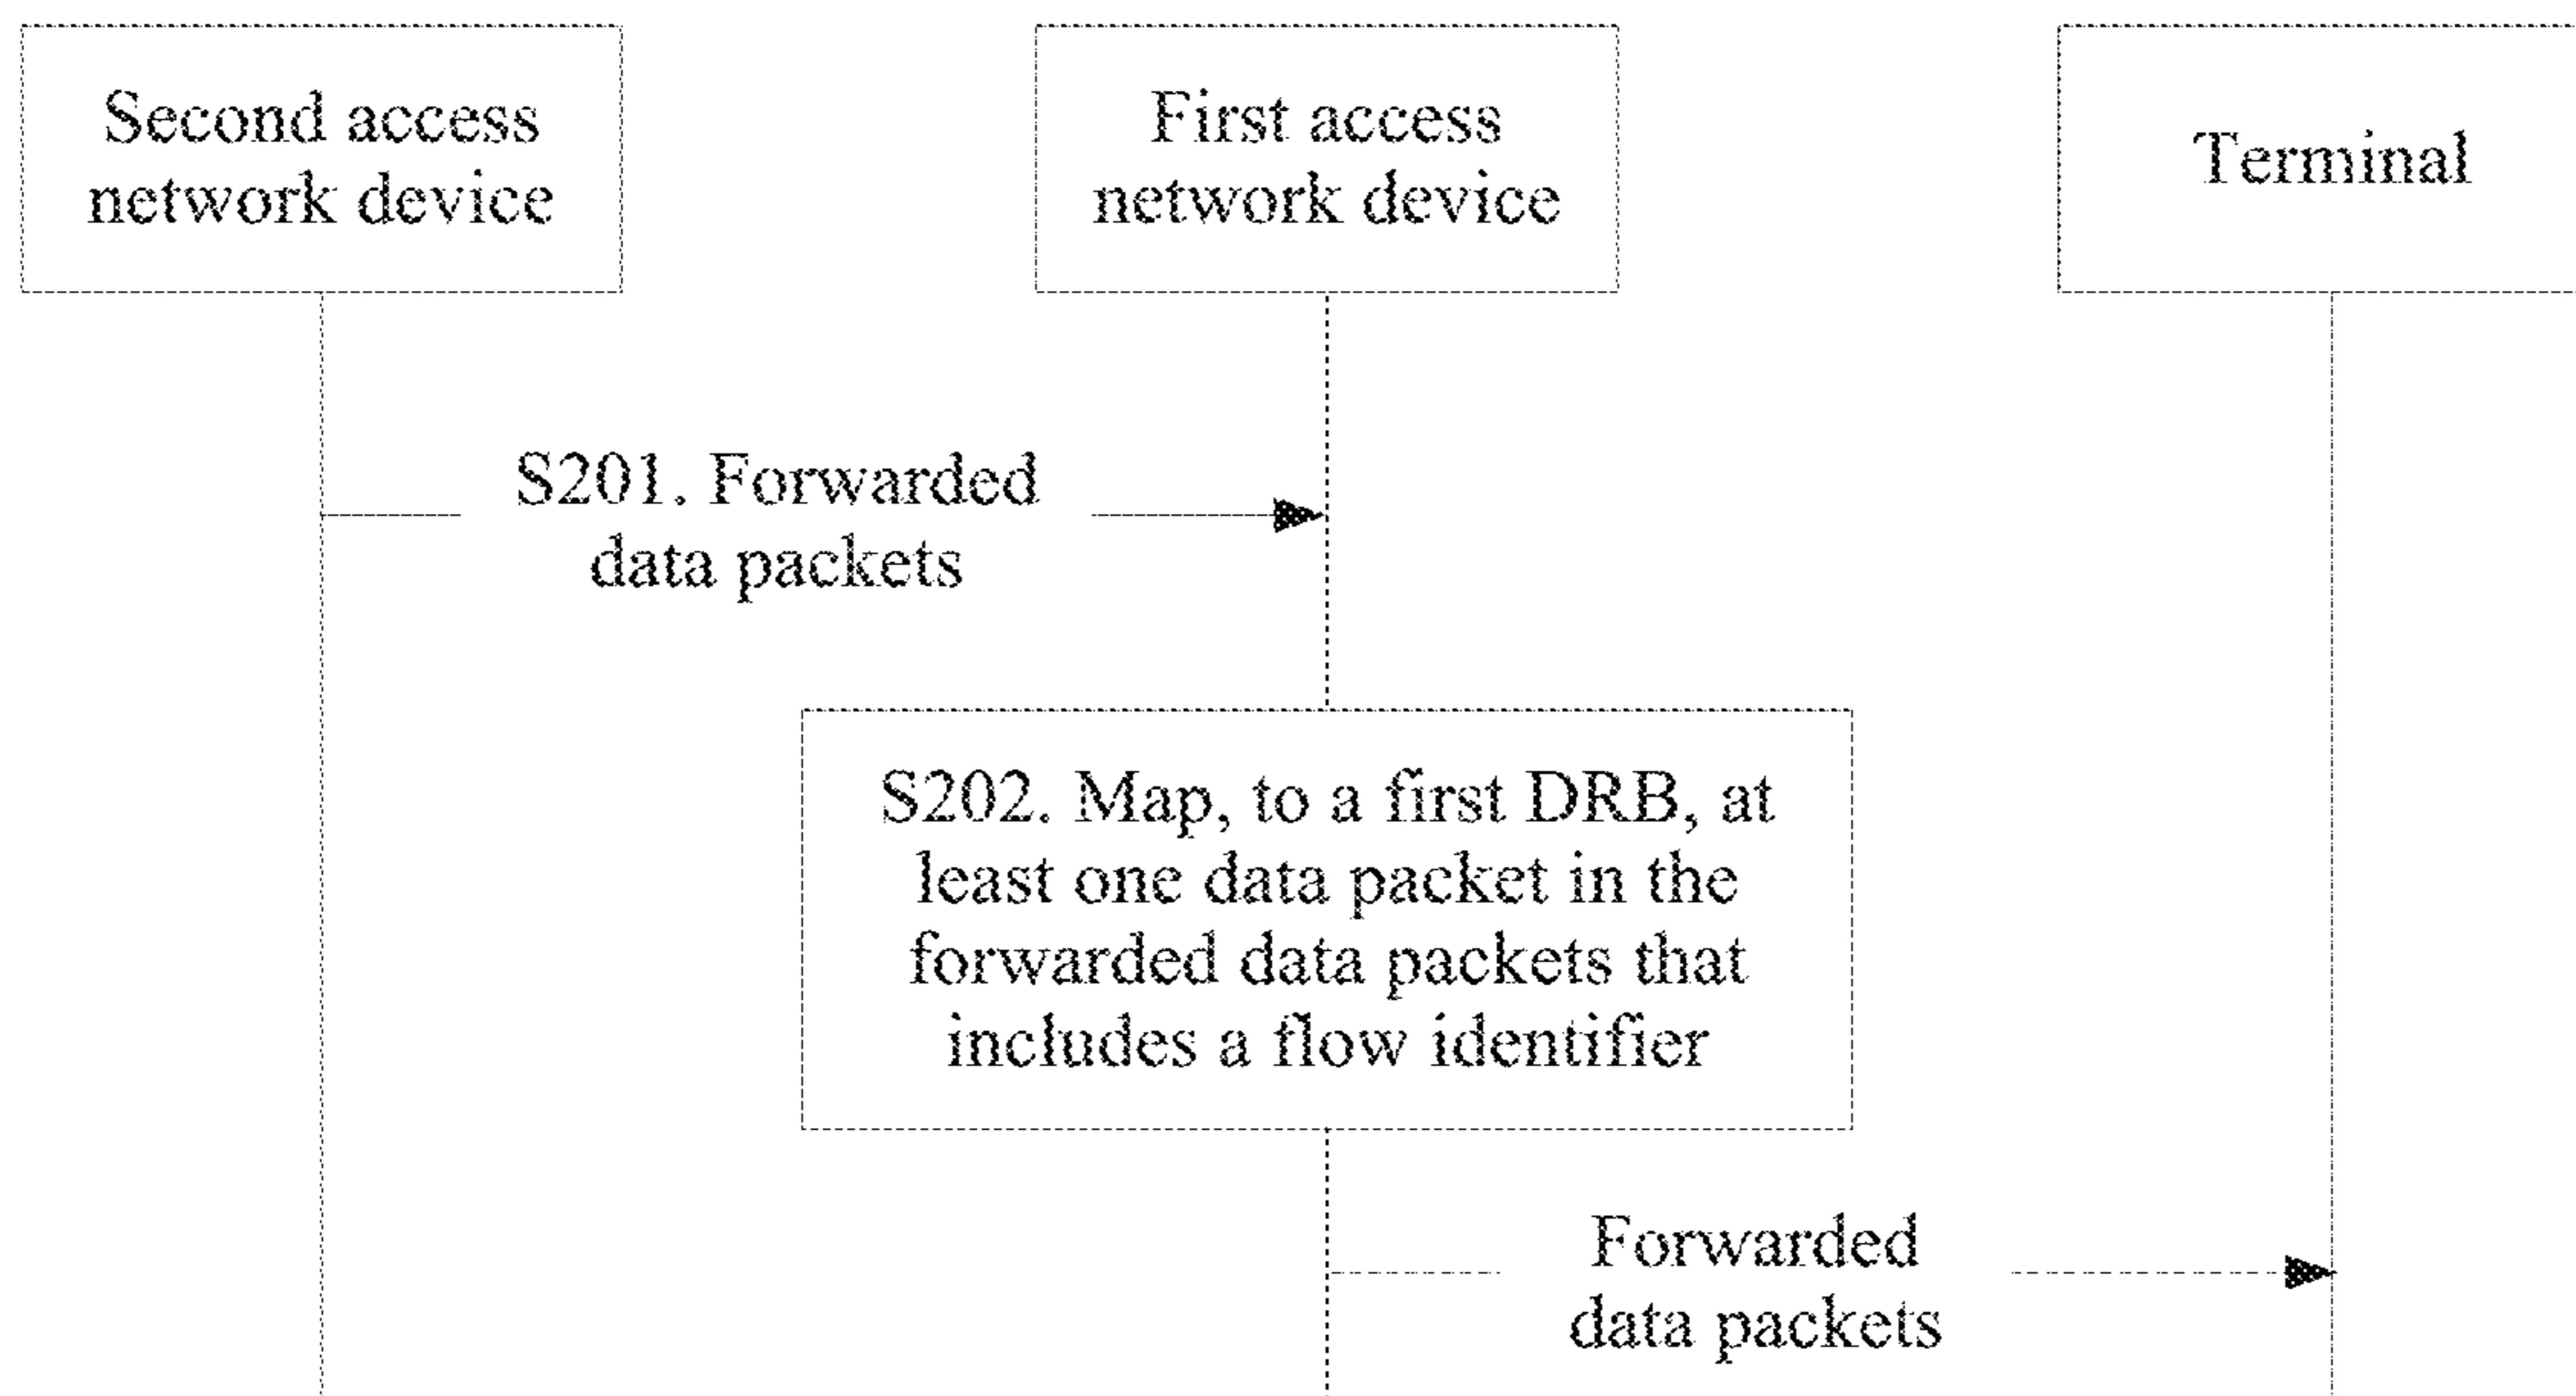 Second access
network device
First access
network device
Terminal
S201. Forwarded
data packets
S202. Map, to a first DRB, at
least one data packet in the
forwarded data packets that
includes a flow identifier
Forwarded
data packets